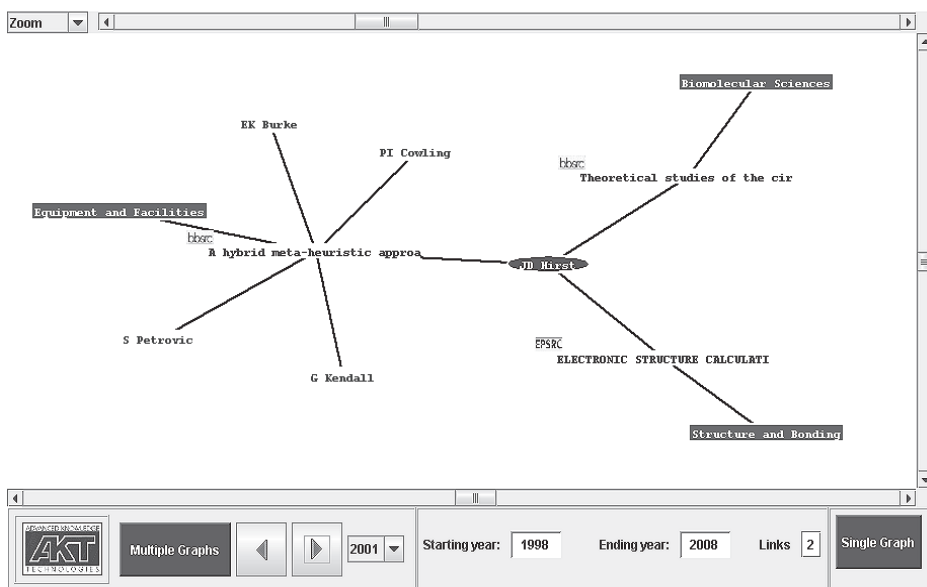 Zoom
Biomolecular Sciences
EK Burke
PI Cowling
bbsrc
Theoretical studies of the cir
Equipment and Facilities
bbsrc
A hybrid meta-heuristic approa
JD Hirst
S Petrovic
EPSRC
ELECTRONIC STRUCTURE CALCULATI
G Kendall
Structure and Bonding
ADVANCED KNOWLEDGE
AKT
TECHNOLOGIES
Multiple Graphs
2001
Starting year: 1998
Ending year: 2008
Links 2
Single Graph